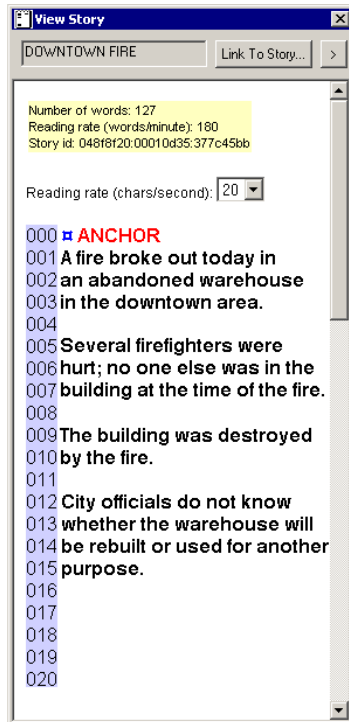 View Story
DOWNTOWN FIRE
Link To Story...
>
Number of words: 127
Reading rate (words/minute): 180
Story id: 048f8f20:00010d35:377c45bb
Reading rate (chars/second): 20
000 ¤ ANCHOR
001 A fire broke out today in
002 an abandoned warehouse
003 in the downtown area.
004
005 Several firefighters were
006 hurt; no one else was in the
007 building at the time of the fire.
008
009 The building was destroyed
010 by the fire.
011
012 City officials do not know
013 whether the warehouse will
014 be rebuilt or used for another
015 purpose.
016
017
018
019
020